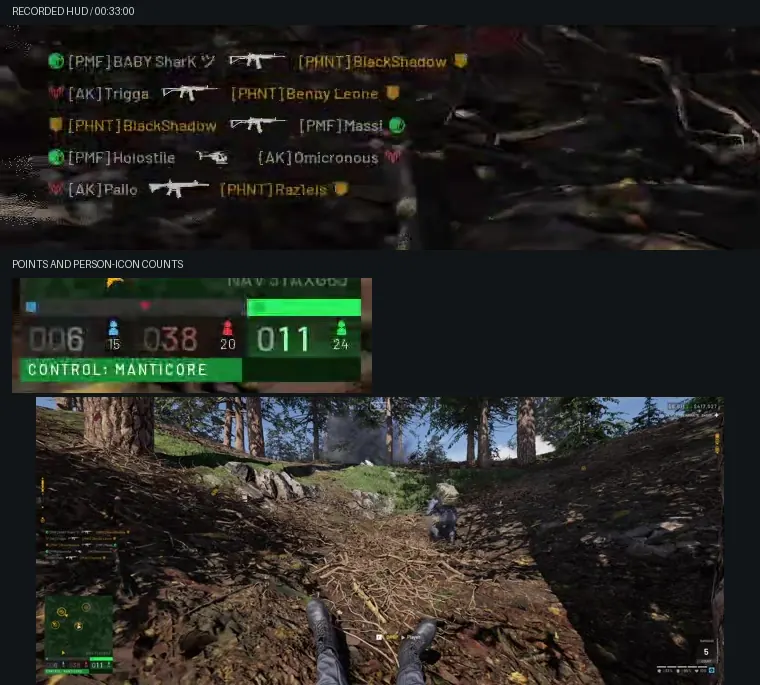 RECORDED HUD / 00:33:00
[PMF]BABY SharK ツ [PHNT]BlackShadow
[AK]Trigga [PHNT]Benny Leone
[PHNT]BlackShadow [PMF]Massi
[PMF]Holostile [AK]Omicronous
[AK]Pallo [PHNT]Razleis
POINTS AND PERSON-ICON COUNTS
006 15 038 20 011 24
CONTROL: MANTICORE
011
5